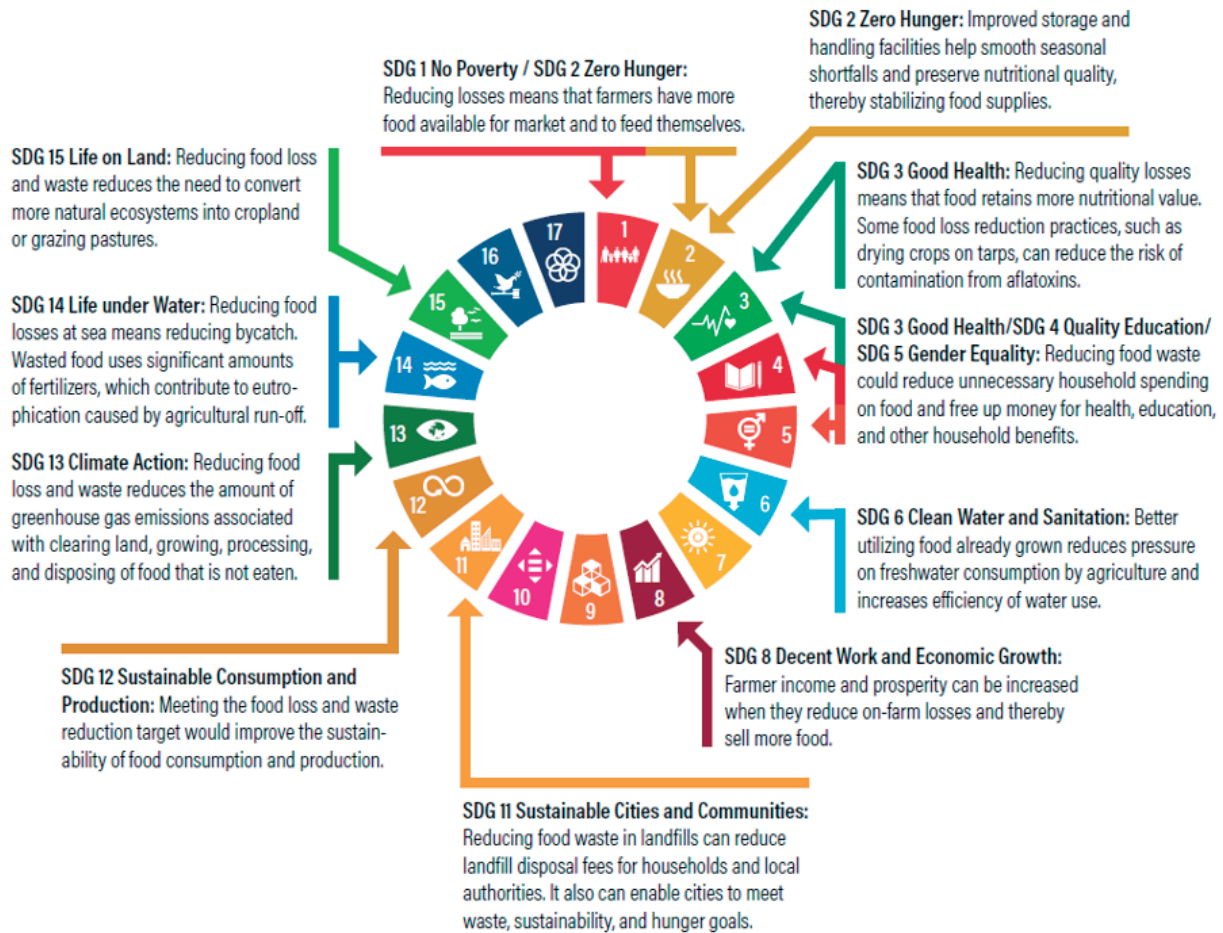 SDG 1 No Poverty / SDG 2 Zero Hunger:
Reducing losses means that farmers have more
food available for market and to feed themselves.
SDG 2 Zero Hunger: Improved storage and
handling facilities help smooth seasonal
shortfalls and preserve nutritional quality,
thereby stabilizing food supplies.
SDG 3 Good Health: Reducing quality losses
means that food retains more nutritional value.
Some food loss reduction practices, such as
drying crops on tarps, can reduce the risk of
contamination from aflatoxins.
SDG 3 Good Health/SDG 4 Quality Education/
SDG 5 Gender Equality: Reducing food waste
could reduce unnecessary household spending
on food and free up money for health, education,
and other household benefits.
SDG 6 Clean Water and Sanitation: Better
utilizing food already grown reduces pressure
on freshwater consumption by agriculture and
increases efficiency of water use.
SDG 8 Decent Work and Economic Growth:
Farmer income and prosperity can be increased
when they reduce on-farm losses and thereby
sell more food.
SDG 11 Sustainable Cities and Communities:
Reducing food waste in landfills can reduce
landfill disposal fees for households and local
authorities. It also can enable cities to meet
waste, sustainability, and hunger goals.
SDG 12 Sustainable Consumption and
Production: Meeting the food loss and waste
reduction target would improve the sustain-
ability of food consumption and production.
SDG 13 Climate Action: Reducing food
loss and waste reduces the amount of
greenhouse gas emissions associated
with clearing land, growing, processing,
and disposing of food that is not eaten.
SDG 14 Life under Water: Reducing food
losses at sea means reducing bycatch.
Wasted food uses significant amounts
of fertilizers, which contribute to eutro-
phication caused by agricultural run-off.
SDG 15 Life on Land: Reducing food loss
and waste reduces the need to convert
more natural ecosystems into cropland
or grazing pastures.
1
2
3
4
5
6
7
8
9
10
11
12
13
14
15
16
17